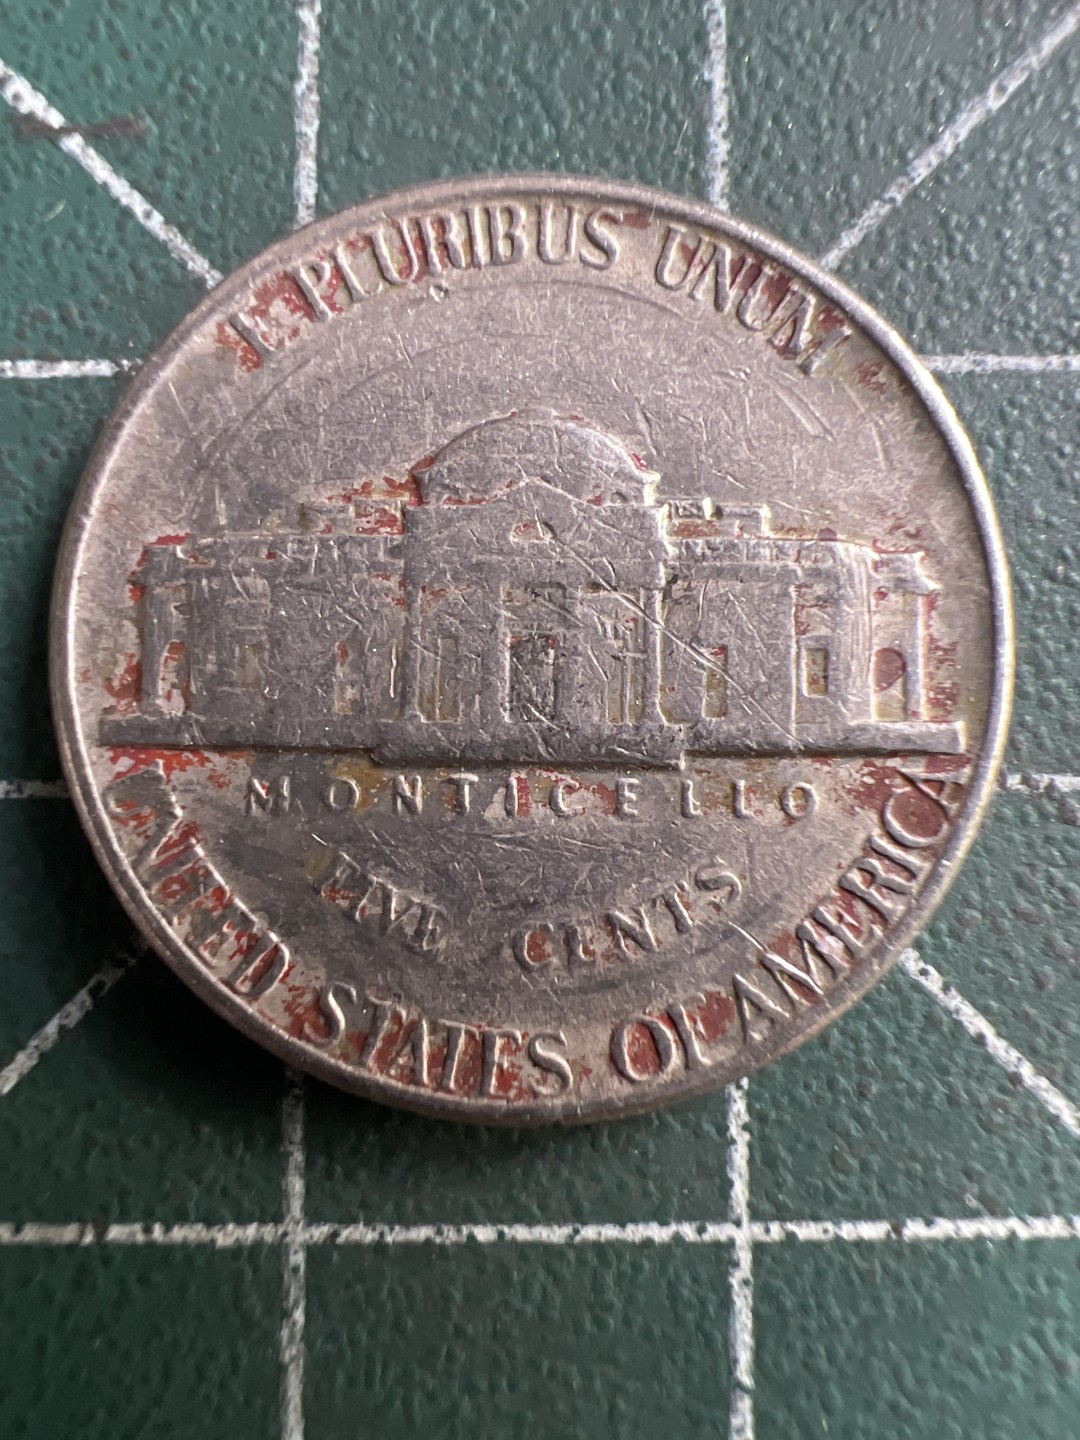 E PLURIBUS UNUM
MONTICELLO
FIVE CENTS
UNITED STATES OF AMERICA